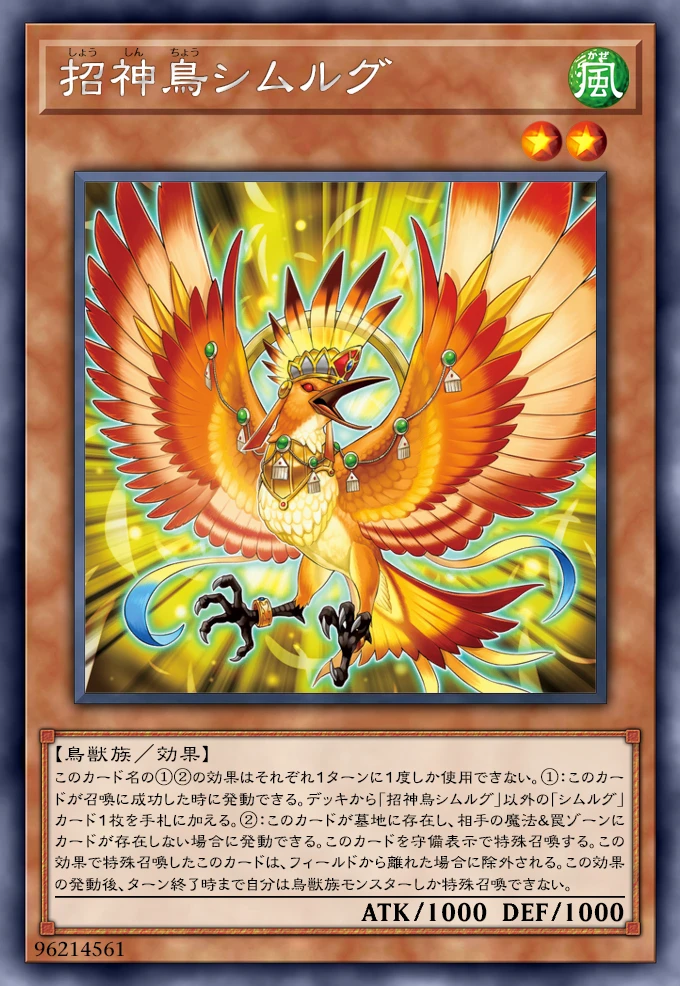 しょう しん ちょう
招神鳥シムルグ
かぜ
風
【鳥獣族／効果】
このカード名の①②の効果はそれぞれ1ターンに1度しか使用できない。①：このカー
ドが召喚に成功した時に発動できる。デッキから「招神鳥シムルグ」以外の「シムルグ」
カード1枚を手札に加える。②：このカードが墓地に存在し、相手の魔法&罠ゾーンに
カードが存在しない場合に発動できる。このカードを守備表示で特殊召喚する。この
効果で特殊召喚したこのカードは、フィールドから離れた場合に除外される。この効果
の発動後、ターン終了時まで自分は鳥獣族モンスターしか特殊召喚できない。
ATK/1000 DEF/1000
96214561